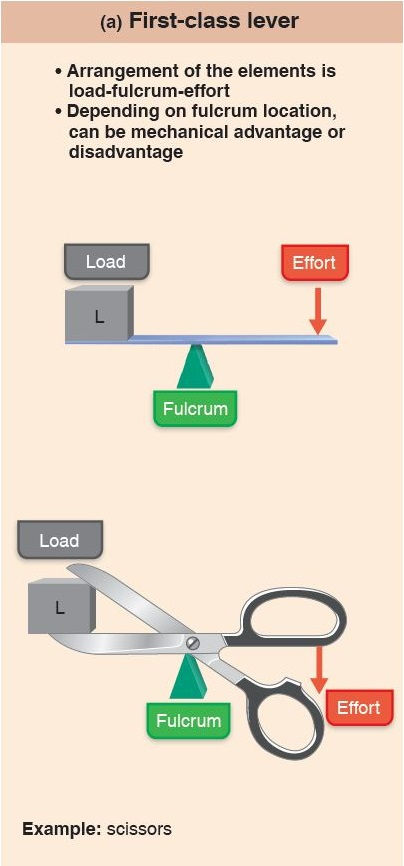 (a) First-class lever
• Arrangement of the elements is
load-fulcrum-effort
• Depending on fulcrum location,
can be mechanical advantage or
disadvantage
Load
Effort
L
Fulcrum
Load
L
Fulcrum
Effort
Example: scissors